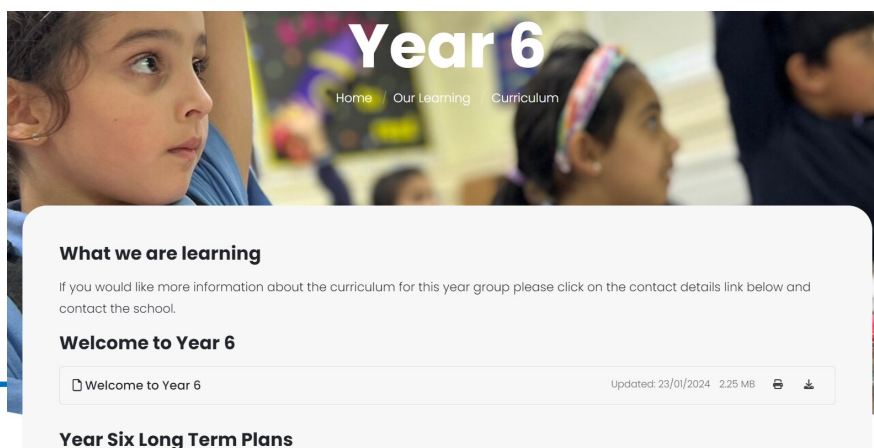 Year 6
Home / Our Learning / Curriculum
What we are learning
If you would like more information about the curriculum for this year group please click on the contact details link below and
contact the school.
Welcome to Year 6
Welcome to Year 6 Updated: 23/01/2024 2.25 MB
Year Six Long Term Plans